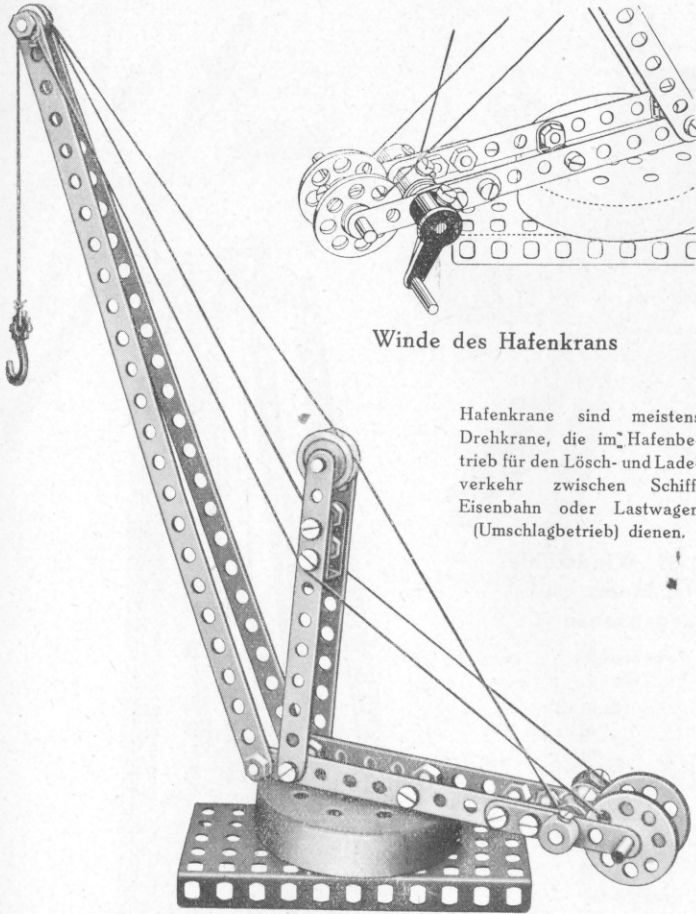 Winde des Hafenkrans
Hafenkrane sind meistens
Drehkrane, die im Hafenbe-
trieb für den Lösch- und Lade-
verkehr zwischen Schiff
Eisenbahn oder Lastwagen
(Umschlagbetrieb) dienen.